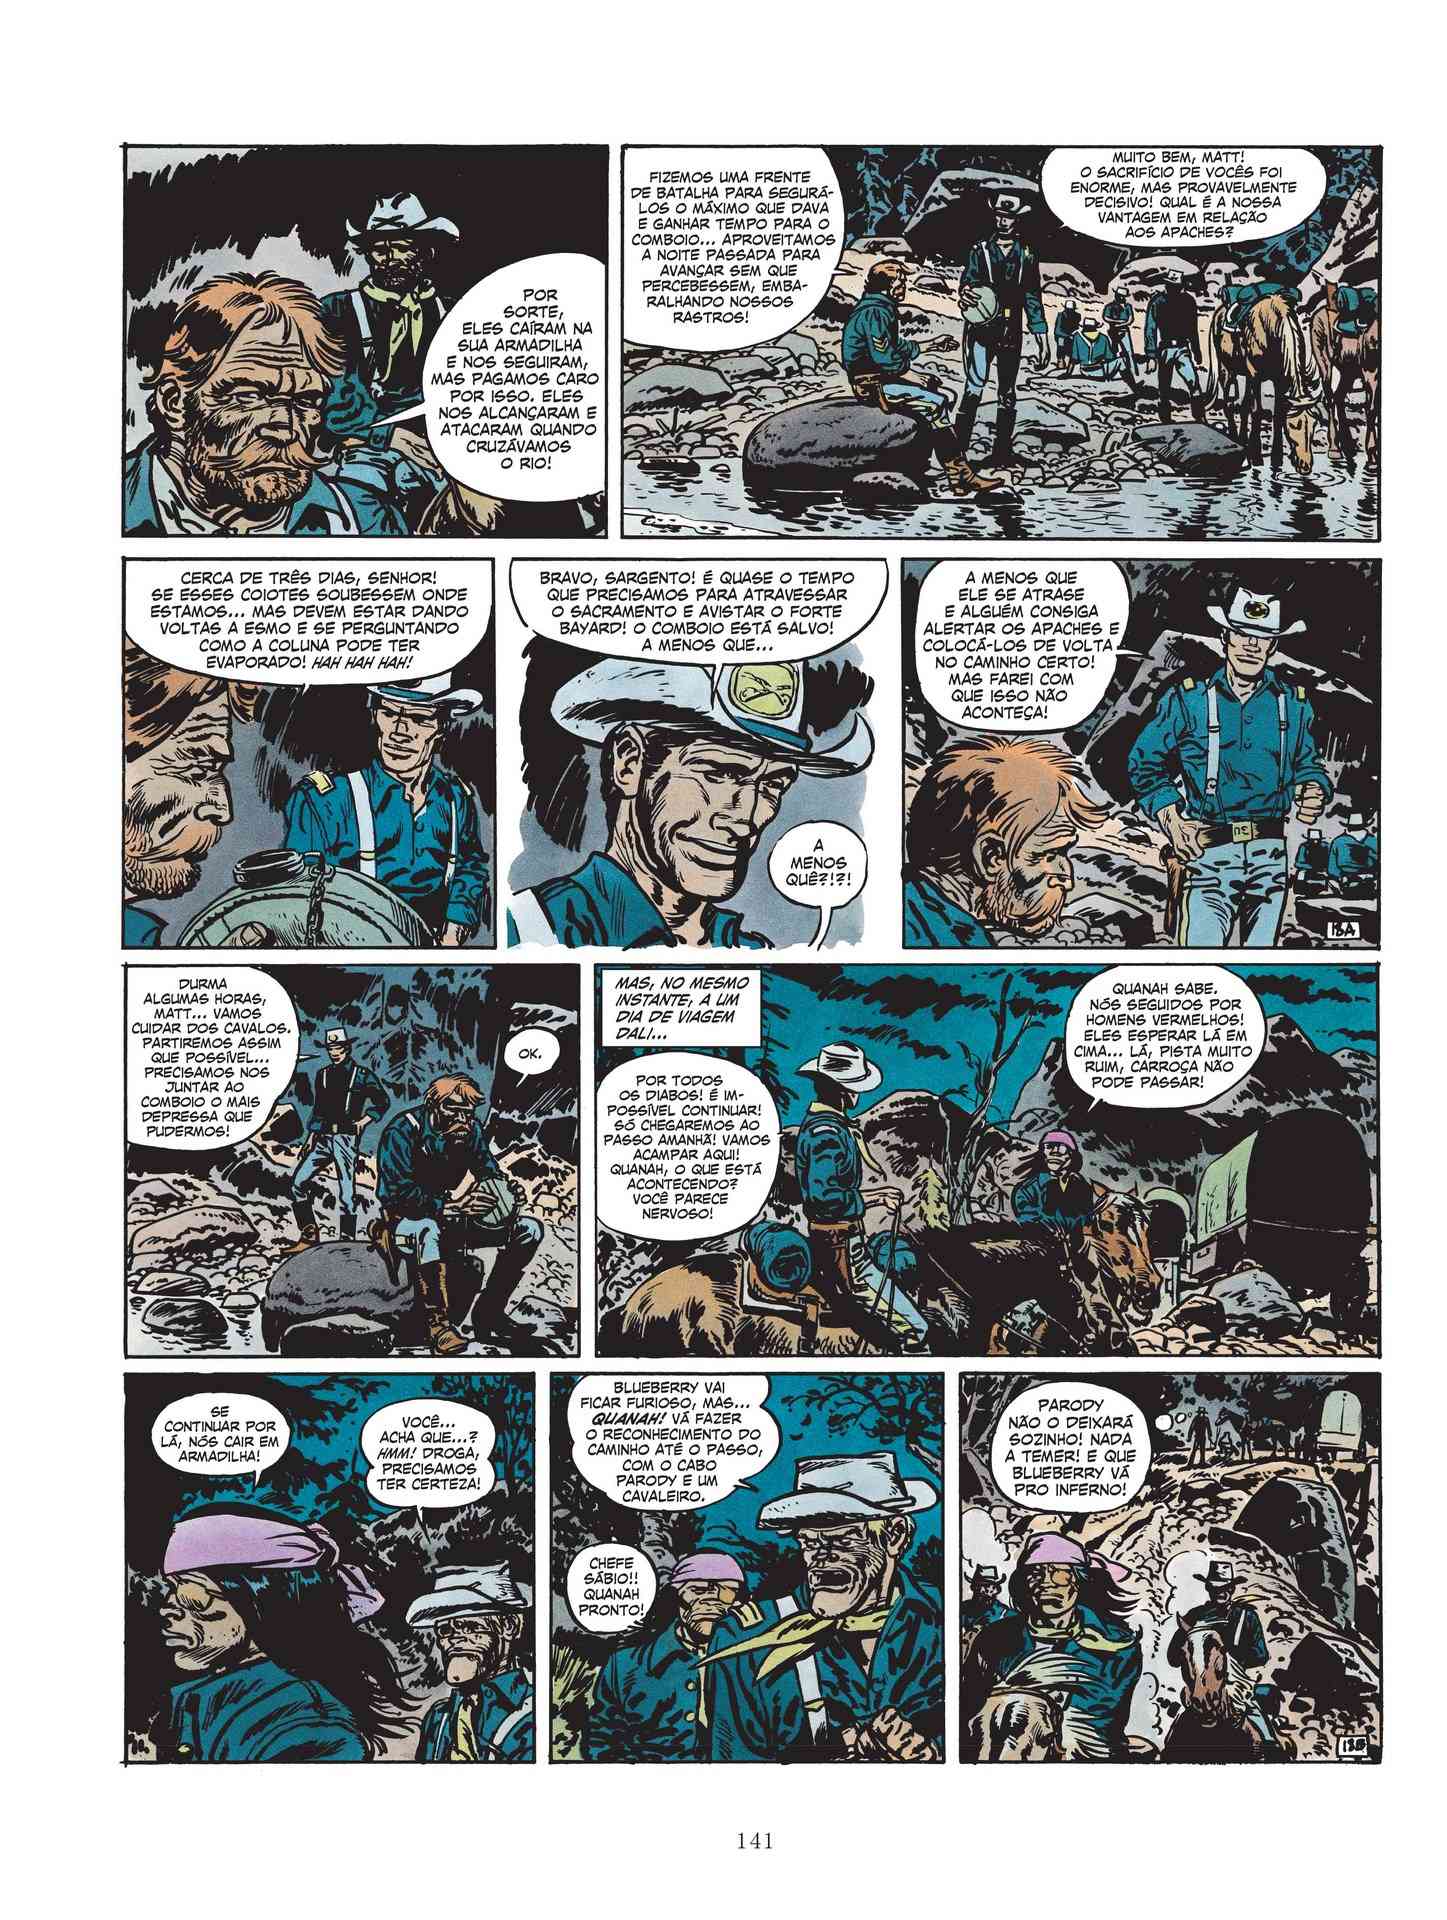 POR
SORTE,
ELES CAÍRAM NA
SUA ARMADILHA
E NOS SEGUIRAM,
MAS PAGAMOS CARO
POR ISSO. ELES
NOS ALCANÇARAM E
ATACARAM QUANDO
CRUZÁVAMOS
O RIO!
FIZEMOS UMA FRENTE
DE BATALHA PARA SEGURÁ-
LOS O MÁXIMO QUE DAVA
E GANHAR TEMPO PARA O
COMBOIO... APROVEITAMOS
A NOITE PASSADA PARA
AVANÇAR SEM QUE
PERCEBESSEM, EMBA-
RALHANDO NOSSOS
RASTROS!
MUITO BEM, MATT!
O SACRIFÍCIO DE VOCÊS FOI
ENORME, MAS PROVAVELMENTE
DECISIVO! QUAL É A NOSSA
VANTAGEM EM RELAÇÃO
AOS APACHES?
CERCA DE TRÊS DIAS, SENHOR!
SE ESSES COIOTES SOUBESSEM ONDE
ESTAMOS... MAS DEVEM ESTAR DANDO
VOLTAS A ESMO E SE PERGUNTANDO
COMO A COLUNA PODE TER
EVAPORADO! HAH HAH HAH!
BRAVO, SARGENTO! É QUASE O TEMPO
QUE PRECISAMOS PARA ATRAVESSAR
O SACRAMENTO E AVISTAR O FORTE
BAYARD! O COMBOIO ESTÁ SALVO!
A MENOS QUE...
A
MENOS
QUÊ?!?!
A MENOS QUE
ELE SE ATRASE
E ALGUÉM CONSIGA
ALERTAR OS APACHES E
COLOCÁ-LOS DE VOLTA
NO CAMINHO CERTO!
MAS FAREI COM
QUE ISSO NÃO
ACONTEÇA!
US
18A
DURMA
ALGUMAS HORAS,
MATT... VAMOS
CUIDAR DOS CAVALOS.
PARTIREMOS ASSIM
QUE POSSÍVEL...
PRECISAMOS NOS
JUNTAR AO
COMBOIO O MAIS
DEPRESSA QUE
PUDERMOS!
OK.
MAS, NO MESMO
INSTANTE, A UM
DIA DE VIAGEM
DALI...
POR TODOS
OS DIABOS! É IM-
POSSÍVEL CONTINUAR!
SÓ CHEGAREMOS AO
PASSO AMANHÃ! VAMOS
ACAMPAR AQUI!
QUANAH, O QUE ESTÁ
ACONTECENDO?
VOCÊ PARECE
NERVOSO!
QUANAH SABE.
NÓS SEGUIDOS POR
HOMENS VERMELHOS!
ELES ESPERAR LÁ EM
CIMA... LÁ, PISTA MUITO
RUIM, CARROÇA NÃO
PODE PASSAR!
SE
CONTINUAR POR
LÁ, NÓS CAIR EM
ARMADILHA!
VOCÊ...
ACHA QUE...?
HMM! DROGA,
PRECISAMOS
TER CERTEZA!
BLUEBERRY VAI
FICAR FURIOSO, MAS...
QUANAH! VÁ FAZER
O RECONHECIMENTO DO
CAMINHO ATÉ O PASSO,
COM O CABO
PARODY E UM
CAVALEIRO.
CHEFE
SÁBIO!!
QUANAH
PRONTO!
PARODY
NÃO O DEIXARÁ
SOZINHO! NADA
A TEMER! E QUE
BLUEBERRY VÁ
PRO INFERNO!
18B
141